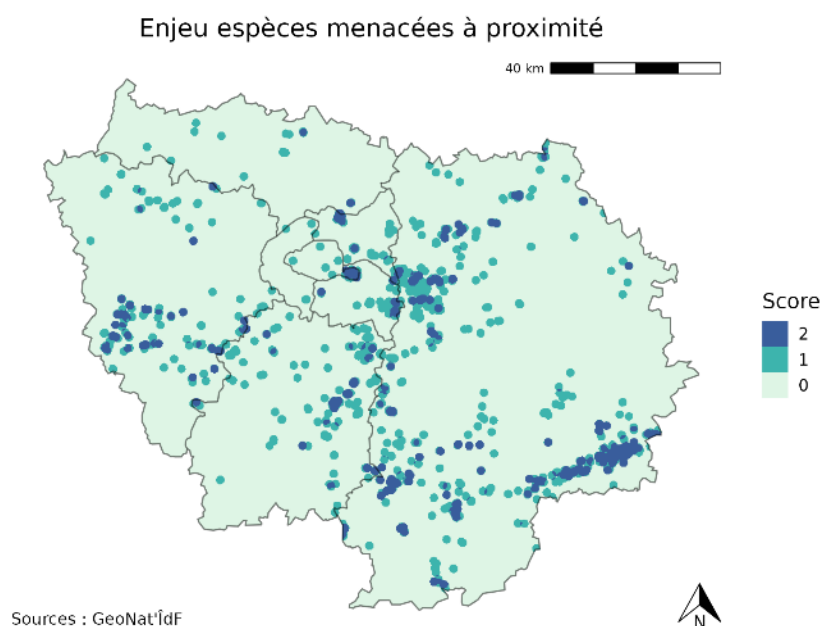 Enjeu espèces menacées à proximité
40 km
Score
2
1
0
Sources : GeoNat'ÎdF
N